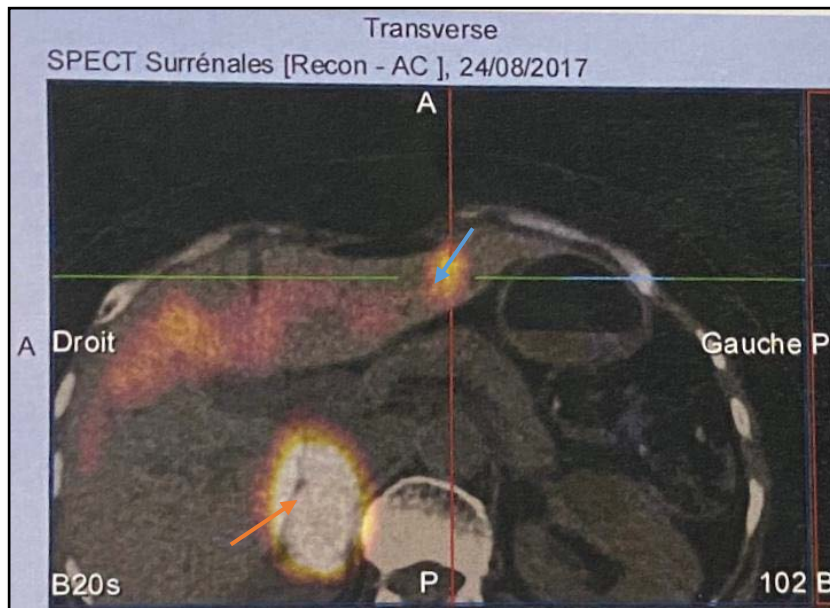 Transverse
SPECT Surrénales [Recon - AC ], 24/08/2017
A
A Droit Gauche P
B20s P 102 B